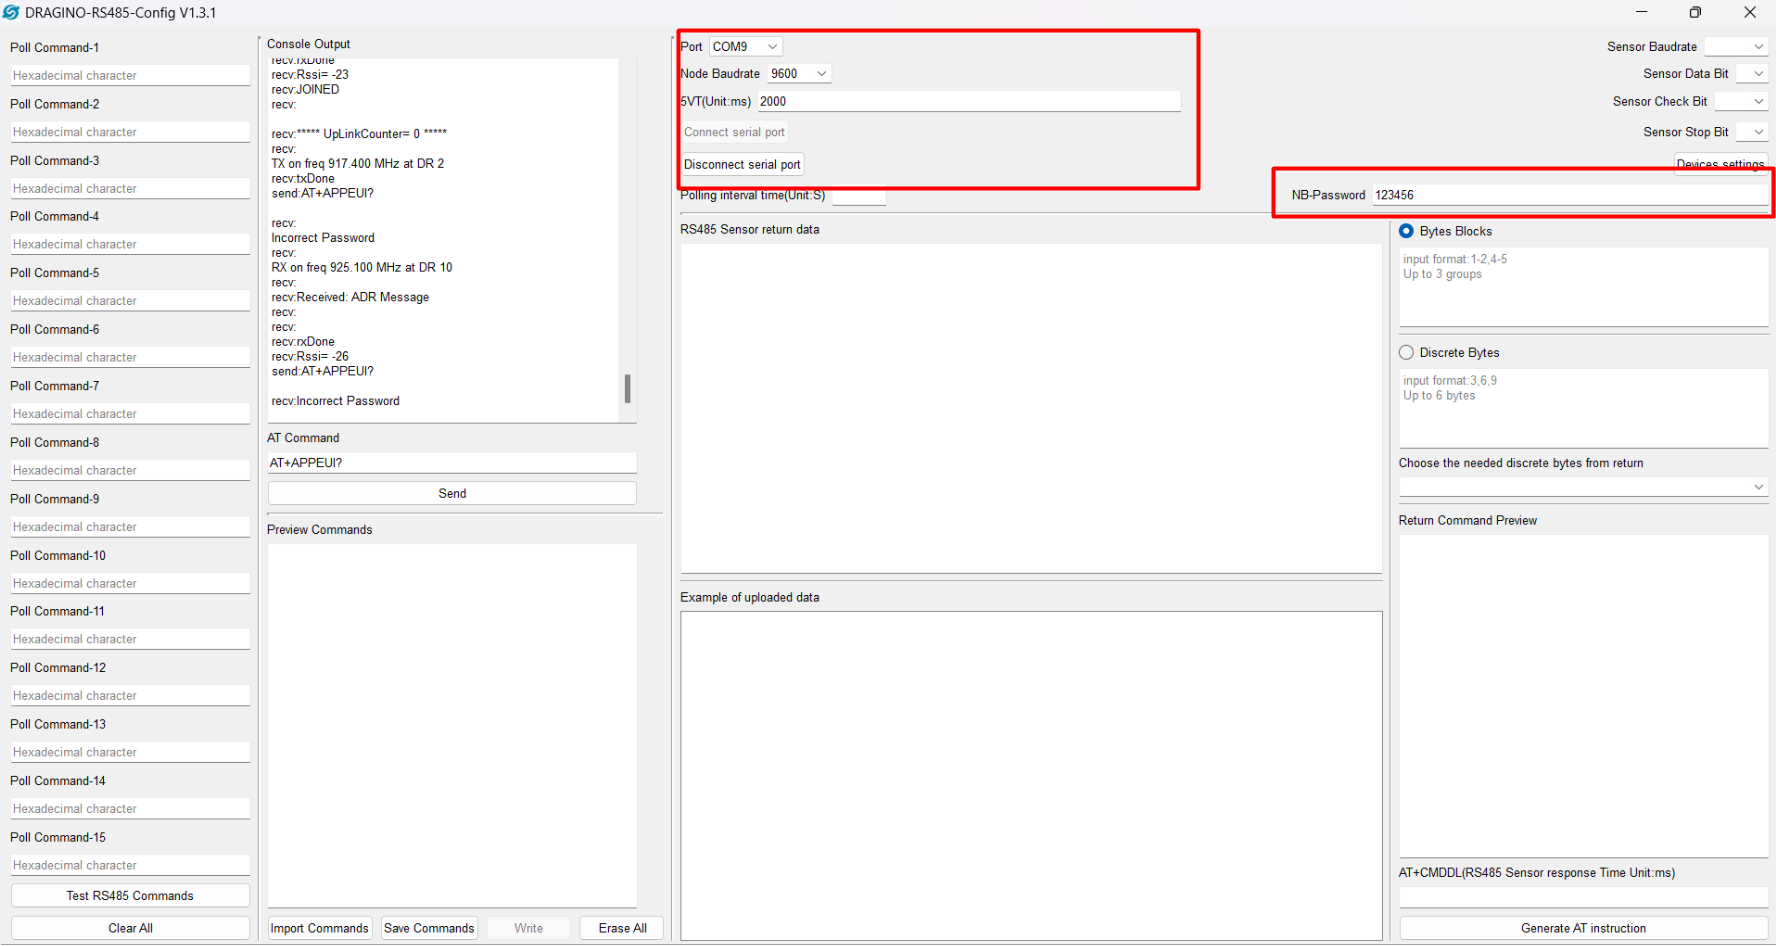 DRAGINO-RS485-Config V1.3.1
Poll Command-1
Hexadecimal character
Poll Command-2
Hexadecimal character
Poll Command-3
Hexadecimal character
Poll Command-4
Hexadecimal character
Poll Command-5
Hexadecimal character
Poll Command-6
Hexadecimal character
Poll Command-7
Hexadecimal character
Poll Command-8
Hexadecimal character
Poll Command-9
Hexadecimal character
Poll Command-10
Hexadecimal character
Poll Command-11
Hexadecimal character
Poll Command-12
Hexadecimal character
Poll Command-13
Hexadecimal character
Poll Command-14
Hexadecimal character
Poll Command-15
Hexadecimal character
Test RS485 Commands
Clear All
Console Output
recv:rxDone
recv:Rssi= -23
recv:JOINED
recv:
recv:***** UpLinkCounter= 0 *****
recv:
TX on freq 917.400 MHz at DR 2
recv:txDone
send:AT+APPEUI?
recv:
Incorrect Password
recv:
RX on freq 925.100 MHz at DR 10
recv:
recv:Received: ADR Message
recv:
recv:
recv:rxDone
recv:Rssi= -26
send:AT+APPEUI?
recv:Incorrect Password
AT Command
AT+APPEUI?
Send
Preview Commands
Import Commands
Save Commands
Write
Erase All
Port COM9
Node Baudrate 9600
5VT(Unit:ms) 2000
Connect serial port
Disconnect serial port
Polling interval time(Unit:S)
RS485 Sensor return data
Example of uploaded data
Sensor Baudrate
Sensor Data Bit
Sensor Check Bit
Sensor Stop Bit
Devices settings
NB-Password 123456
Bytes Blocks
input format:1-2,4-5
Up to 3 groups
Discrete Bytes
input format:3,6,9
Up to 6 bytes
Choose the needed discrete bytes from return
Return Command Preview
AT+CMDDL(RS485 Sensor response Time Unit:ms)
Generate AT instruction